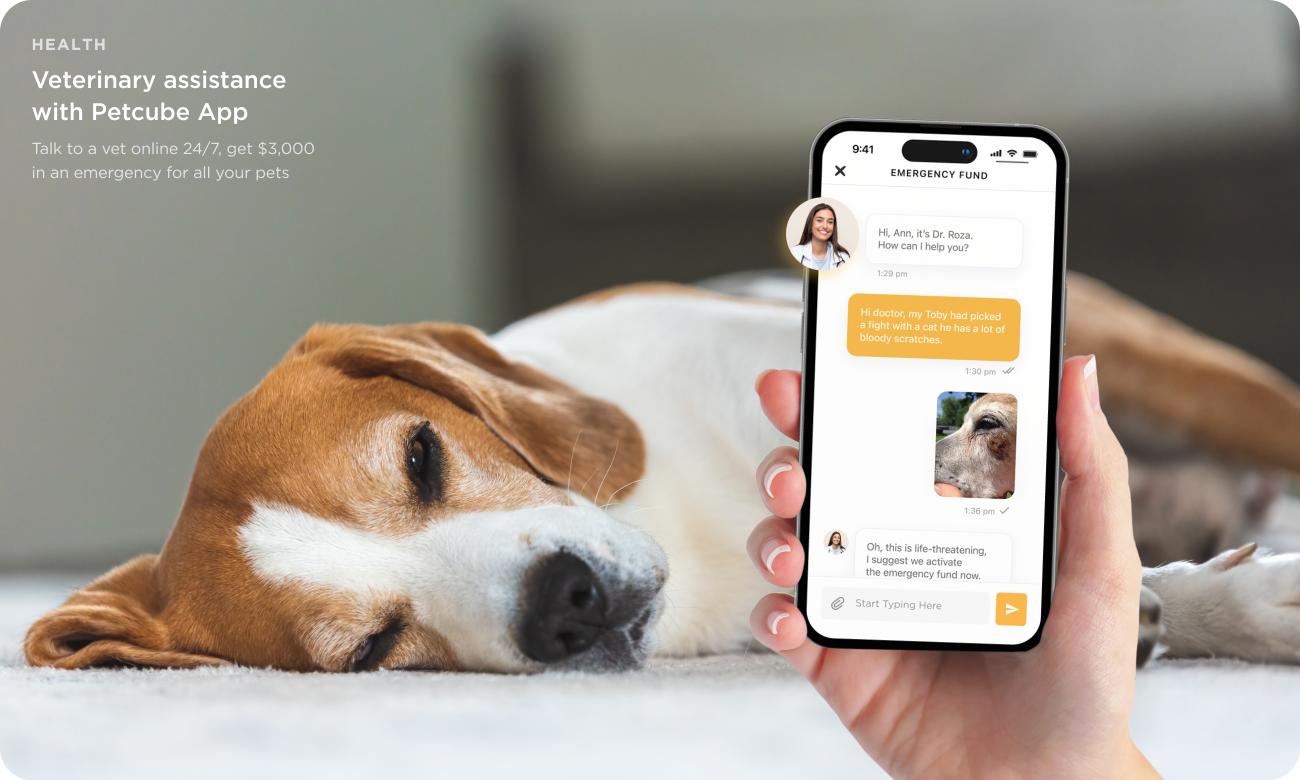 HEALTH
Veterinary assistance
with Petcube App
Talk to a vet online 24/7, get $3,000
in an emergency for all your pets
9:41
EMERGENCY FUND
Hi, Ann, it's Dr. Roza.
How can I help you?
1:29 pm
Hi doctor, my Toby had picked
a fight with a cat he has a lot of
bloody scratches.
1:30 pm
1:36 pm
Oh, this is life-threatening,
I suggest we activate
the emergency fund now.
Start Typing Here